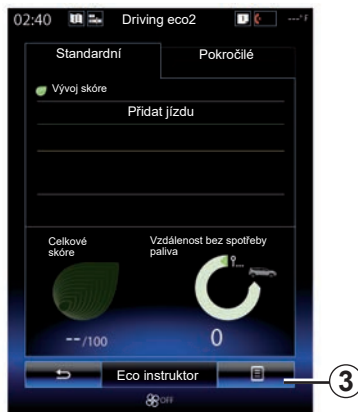 02:40 Driving eco2 ---°F
Standardní Pokročilé
Vývoj skóre
Přidat jízdu
Celkové Vzdálenost bez spotřeby
skóre paliva
--/100 0
Eco instruktor
OFF
3